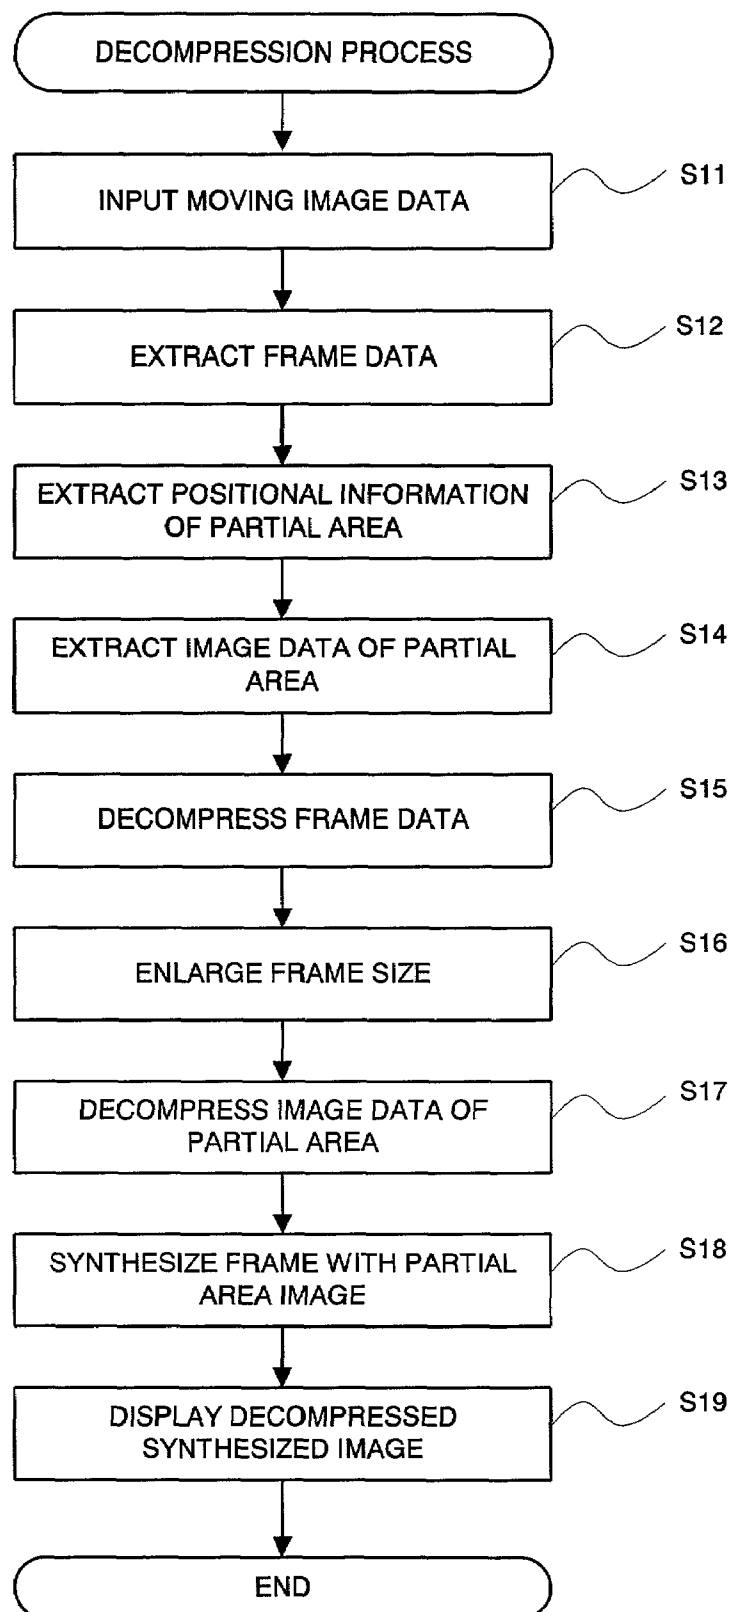 DECOMPRESSION PROCESS
INPUT MOVING IMAGE DATA
S11
EXTRACT FRAME DATA
S12
EXTRACT POSITIONAL INFORMATION
OF PARTIAL AREA
S13
EXTRACT IMAGE DATA OF PARTIAL
AREA
S14
DECOMPRESS FRAME DATA
S15
ENLARGE FRAME SIZE
S16
DECOMPRESS IMAGE DATA OF
PARTIAL AREA
S17
SYNTHESIZE FRAME WITH PARTIAL
AREA IMAGE
S18
DISPLAY DECOMPRESSED
SYNTHESIZED IMAGE
S19
END